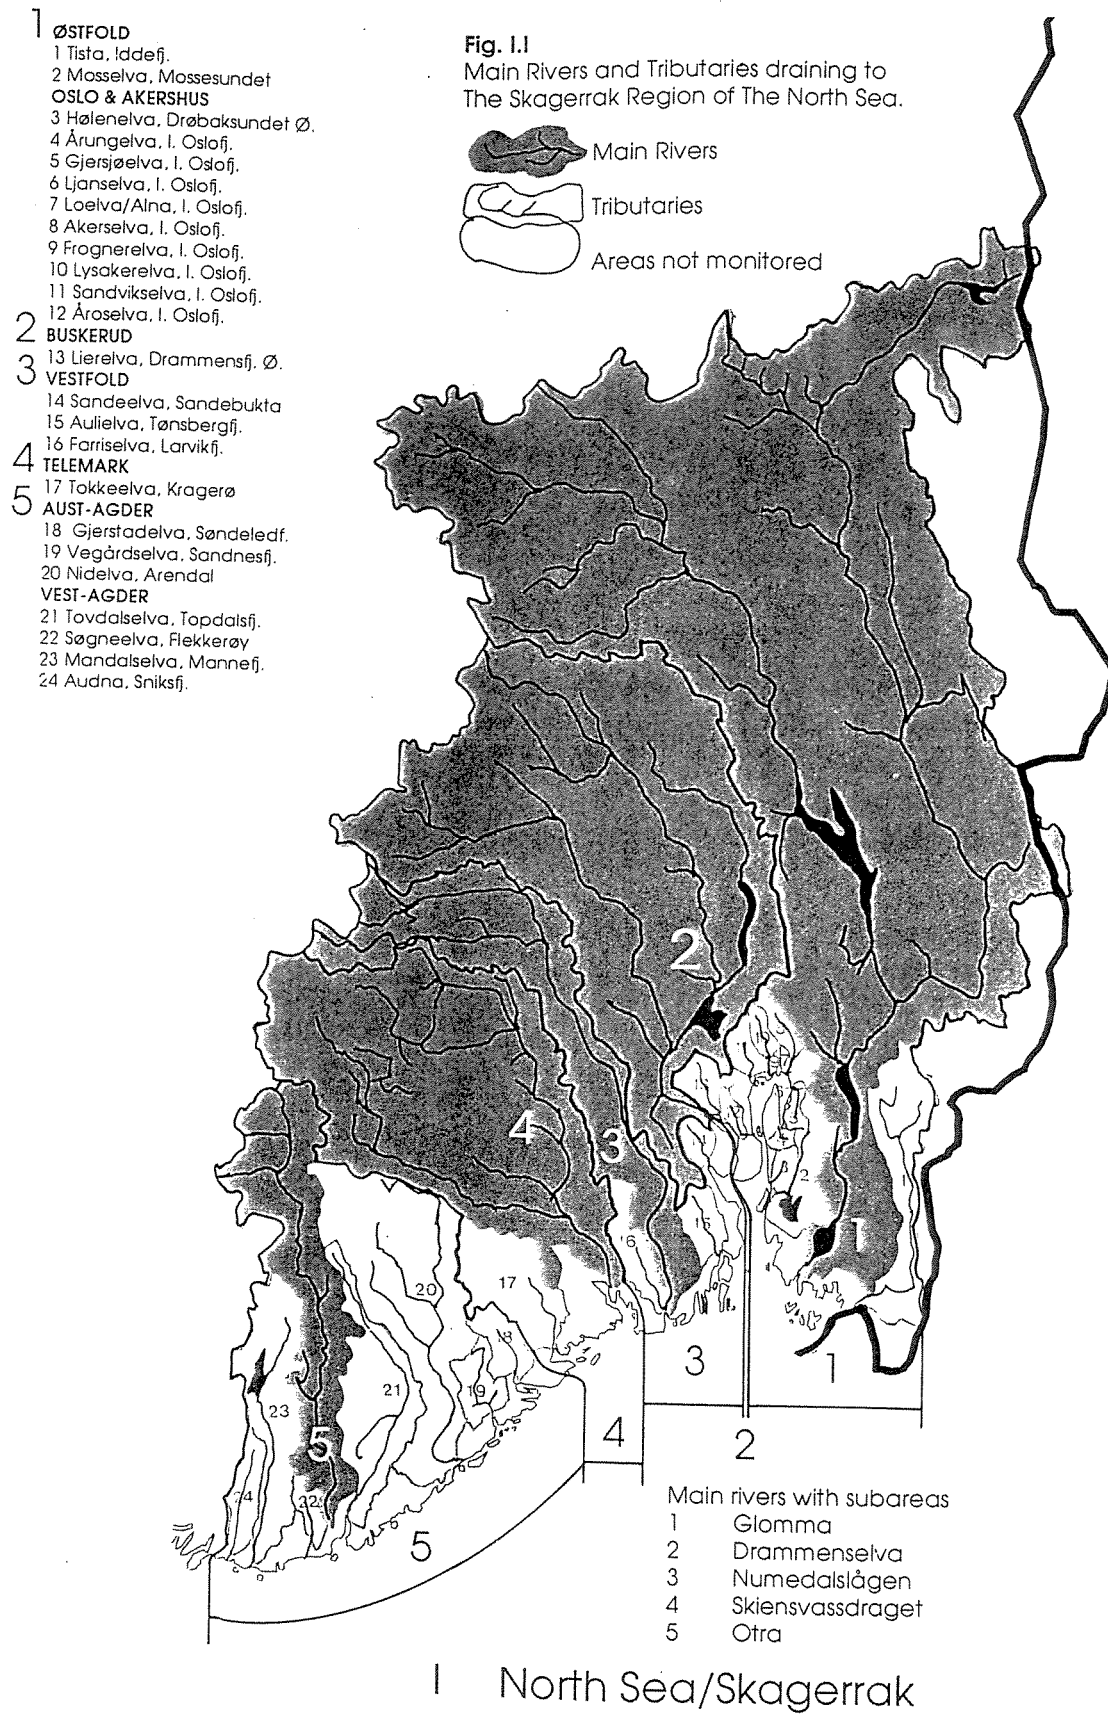 1 ØSTFOLD
1 Tista, Iddefj.
2 Mosselva, Mossesundet
OSLO & AKERSHUS
3 Hølenelva, Drøbaksundet Ø.
4 Årungelva, I. Oslofj.
5 Gjersjøelva, I. Oslofj.
6 Ljanselva, I. Oslofj.
7 Loelva/Alna, I. Oslofj.
8 Akerselva, I. Oslofj.
9 Frognerelva, I. Oslofj.
10 Lysakerelva, I. Oslofj.
11 Sandvikselva, I. Oslofj.
12 Åroselva, I. Oslofj.
2 BUSKERUD
13 Lierelva, Drammensfj. Ø.
3 VESTFOLD
14 Sandeelva, Sandebukta
15 Aulielva, Tønsbergfj.
16 Farriselva, Larvikfj.
4 TELEMARK
17 Tokkeelva, Kragerø
5 AUST-AGDER
18 Gjerstadelva, Søndeledf.
19 Vegårdselva, Sandnesfj.
20 Nidelva, Arendal
VEST-AGDER
21 Tovdalselva, Topdalsfj.
22 Søgneelva, Flekkerøy
23 Mandalselva, Mannefj.
24 Audna, Sniksfj.
Fig. I.I
Main Rivers and Tributaries draining to
The Skagerrak Region of The North Sea.
Main Rivers
Tributaries
Areas not monitored
2
4
3
2
1
15
16
20
17
18
21
19
23
5
24
22
3
1
4
2
5
Main rivers with subareas
1 Glomma
2 Drammenselva
3 Numedalslågen
4 Skiensvassdraget
5 Otra
I North Sea/Skagerrak